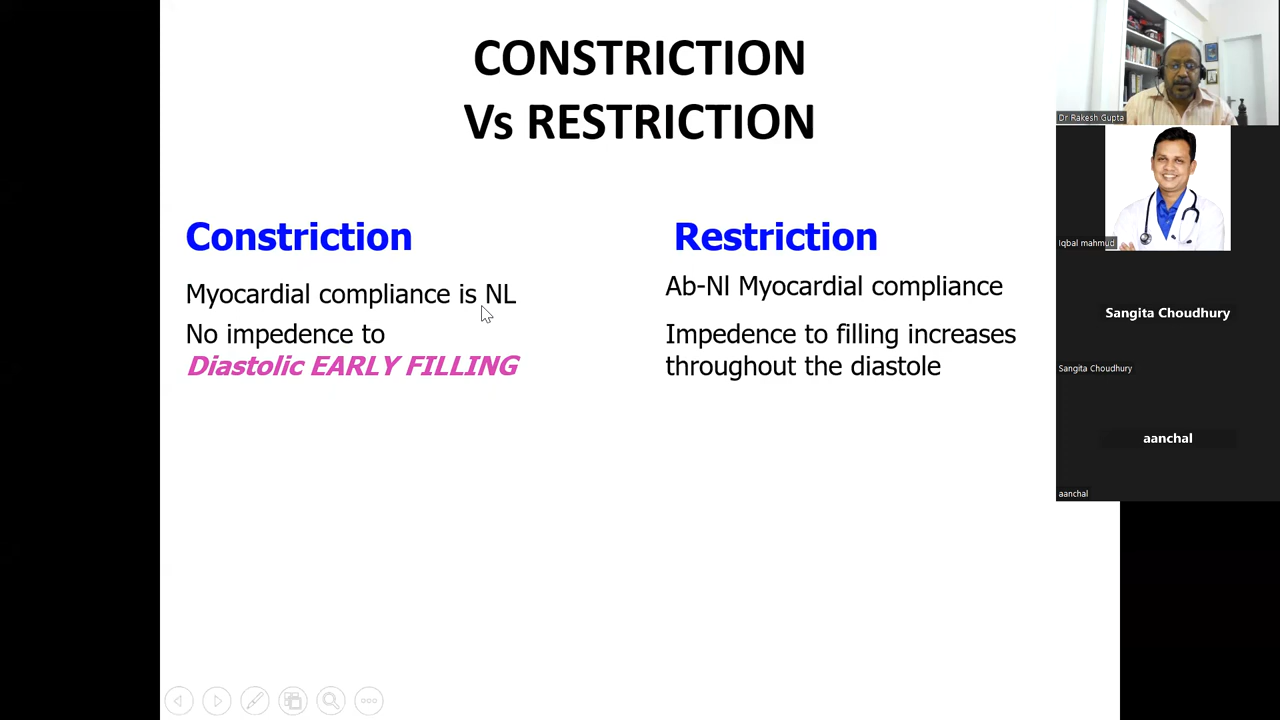 CONSTRICTION
Vs RESTRICTION
Constriction
Myocardial compliance is NL
No impedence to
Diastolic EARLY FILLING
Restriction
Ab-Nl Myocardial compliance
Impedence to filling increases
throughout the diastole
Dr Rakesh Gupta
Iqbal mahmud
Sangita Choudhury
Sangita Choudhury
aanchal
aanchal